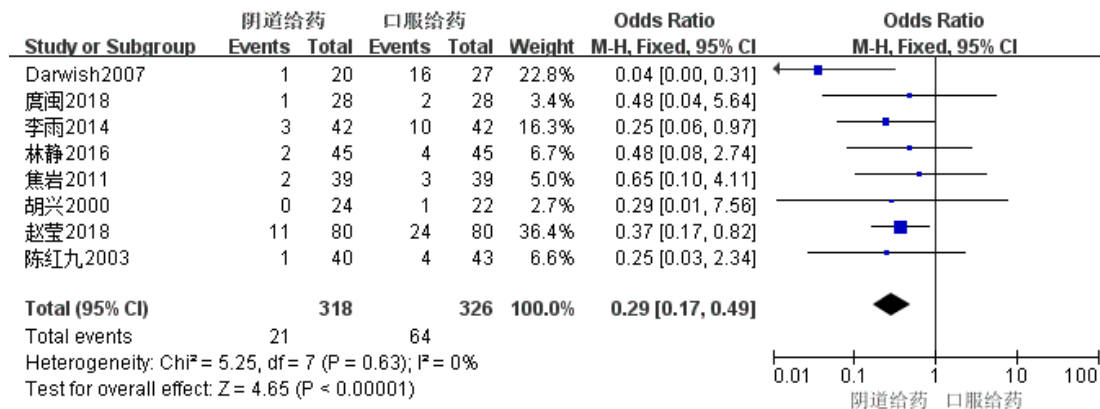 阴道给药 口服给药 Odds Ratio Odds Ratio
Study or Subgroup Events Total Events Total Weight M-H, Fixed, 95% CI M-H, Fixed, 95% CI
Darwish2007 1 20 16 27 22.8% 0.04 [0.00, 0.31]
庹闽2018 1 28 2 28 3.4% 0.48 [0.04, 5.64]
李雨2014 3 42 10 42 16.3% 0.25 [0.06, 0.97]
林静2016 2 45 4 45 6.7% 0.48 [0.08, 2.74]
焦岩2011 2 39 3 39 5.0% 0.65 [0.10, 4.11]
胡兴2000 0 24 1 22 2.7% 0.29 [0.01, 7.56]
赵莹2018 11 80 24 80 36.4% 0.37 [0.17, 0.82]
陈红九2003 1 40 4 43 6.6% 0.25 [0.03, 2.34]
Total (95% CI) 318 326 100.0% 0.29 [0.17, 0.49]
Total events 21 64
Heterogeneity: Chi² = 5.25, df = 7 (P = 0.63); I² = 0%
Test for overall effect: Z = 4.65 (P < 0.00001)
0.01 0.1 1 10 100
阴道给药 口服给药